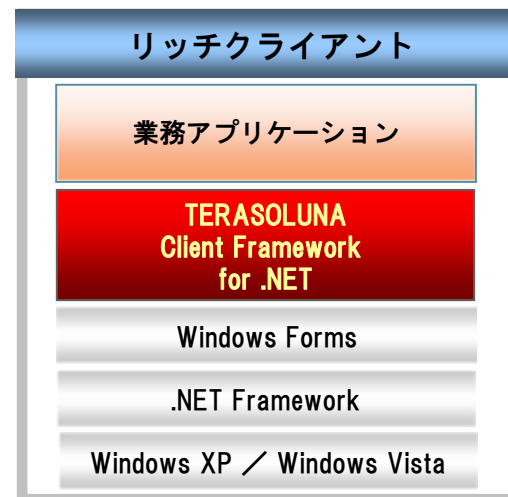 リッチクライアント
業務アプリケーション
TERASOLUNA
Client Framework
for .NET
Windows Forms
.NET Framework
Windows XP ／ Windows Vista